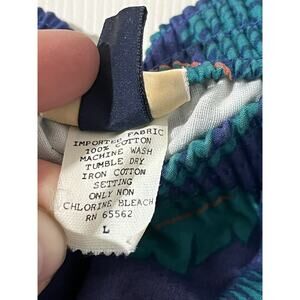 IMPORTED FABRIC
100% COTTON
MACHINE WASH
TUMBLE DRY
IRON COTTON
SETTING
ONLY NON
CHLORINE BLEACH
RN 65562
L